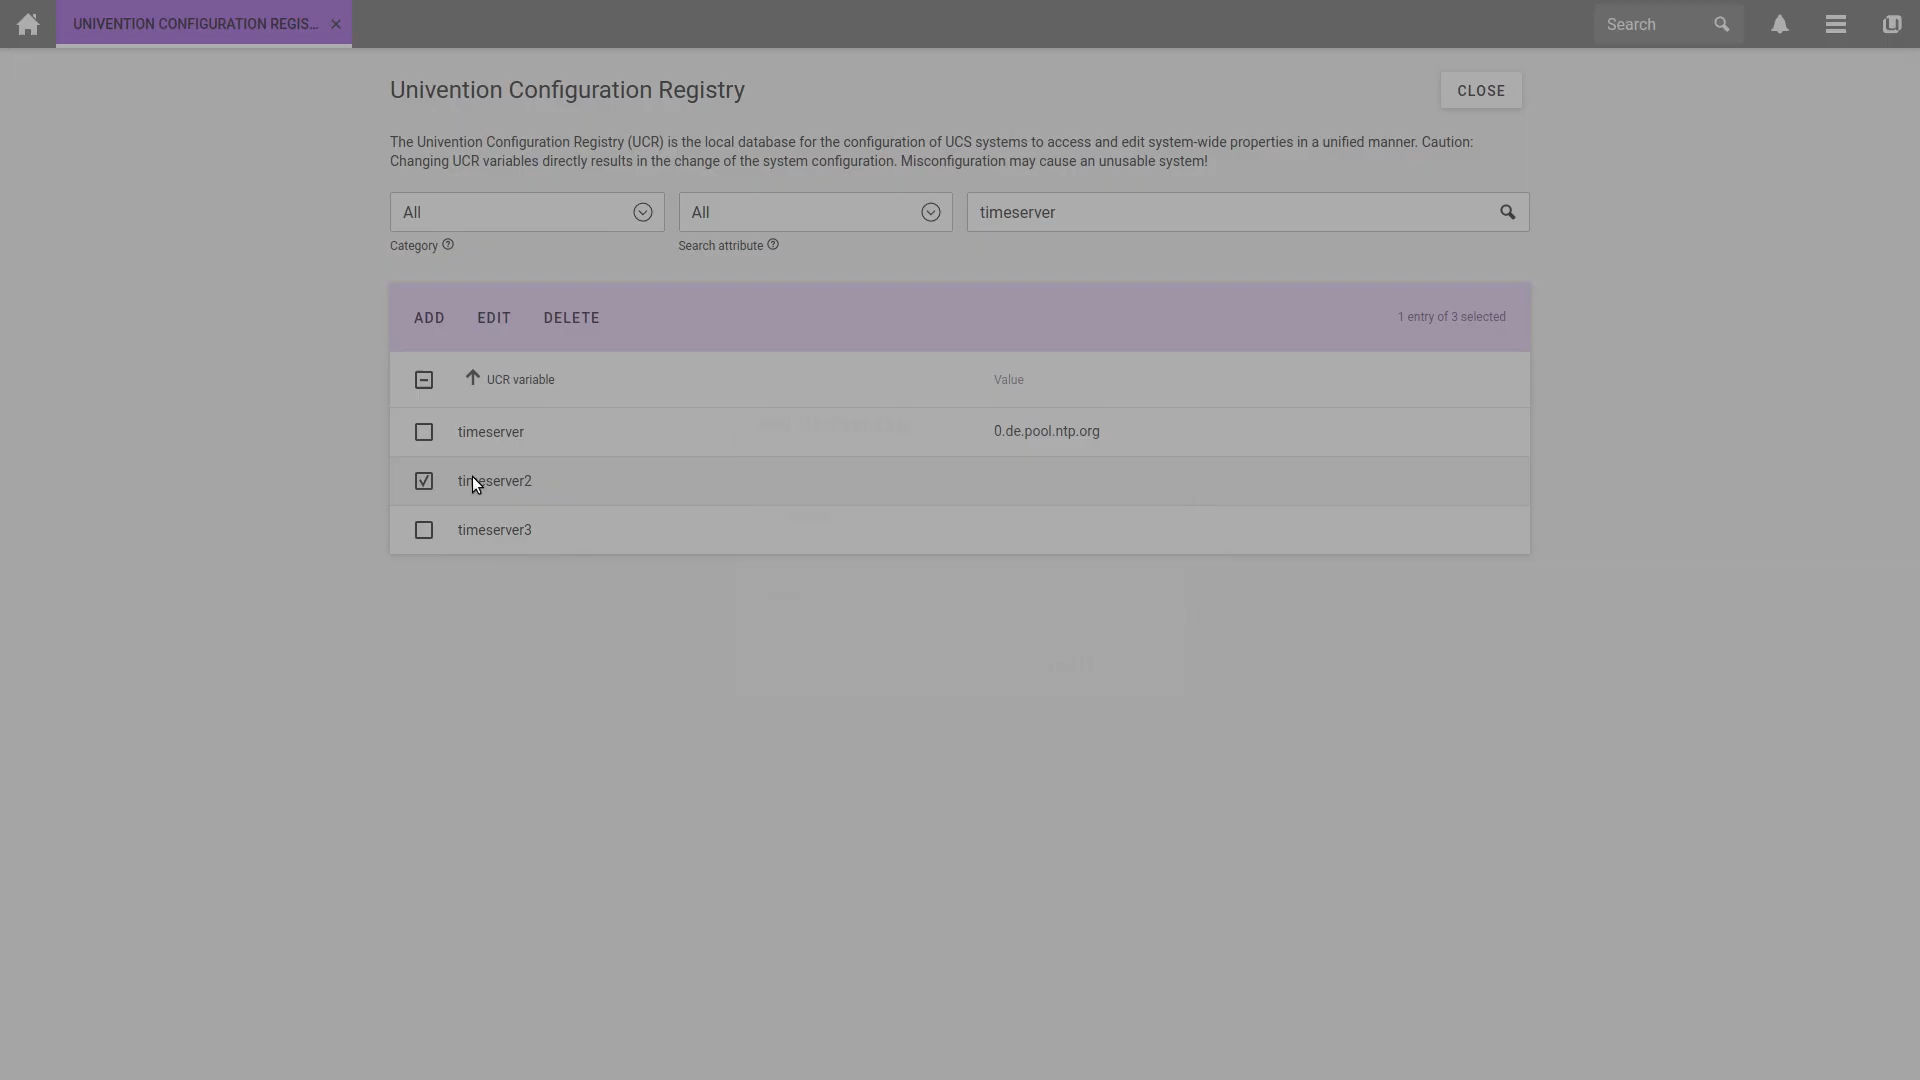 UNIVENTION CONFIGURATION REGIS...
Search
Univention Configuration Registry
CLOSE
The Univention Configuration Registry (UCR) is the local database for the configuration of UCS systems to access and edit system-wide properties in a unified manner. Caution:
Changing UCR variables directly results in the change of the system configuration. Misconfiguration may cause an unusable system!
All
All
timeserver
Category
Search attribute
ADD EDIT DELETE
1 entry of 3 selected
UCR variable
Value
timeserver
0.de.pool.ntp.org
timeserver2
timeserver3